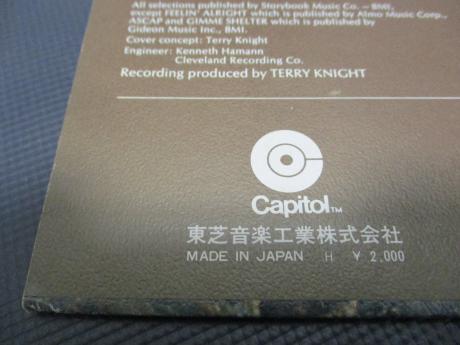 All selections published by Storybook Music Co. – BMI,
except FEELIN' ALRIGHT which is published by Almo Music Corp.,
ASCAP and GIMME SHELTER which is published by
Gideon Music Inc., BMI.
Cover concept: Terry Knight
Engineer: Kenneth Hamann
Cleveland Recording Co.
Recording produced by TERRY KNIGHT
Capitol TM
東芝音楽工業株式会社
MADE IN JAPAN H ¥ 2,000